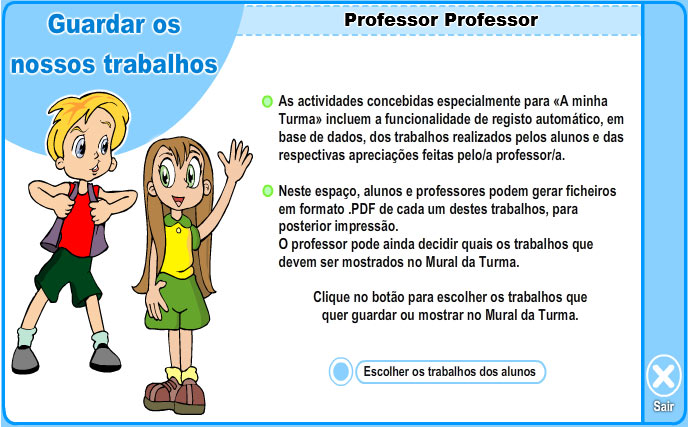 Guardar os
nossos trabalhos
Professor Professor
As actividades concebidas especialmente para «A minha
Turma» incluem a funcionalidade de registo automático, em
base de dados, dos trabalhos realizados pelos alunos e das
respectivas apreciações feitas pelo/a professor/a.
Neste espaço, alunos e professores podem gerar ficheiros
em formato .PDF de cada um destes trabalhos, para
posterior impressão.
O professor pode ainda decidir quais os trabalhos que
devem ser mostrados no Mural da Turma.
Clique no botão para escolher os trabalhos que
quer guardar ou mostrar no Mural da Turma.
Escolher os trabalhos dos alunos
Sair